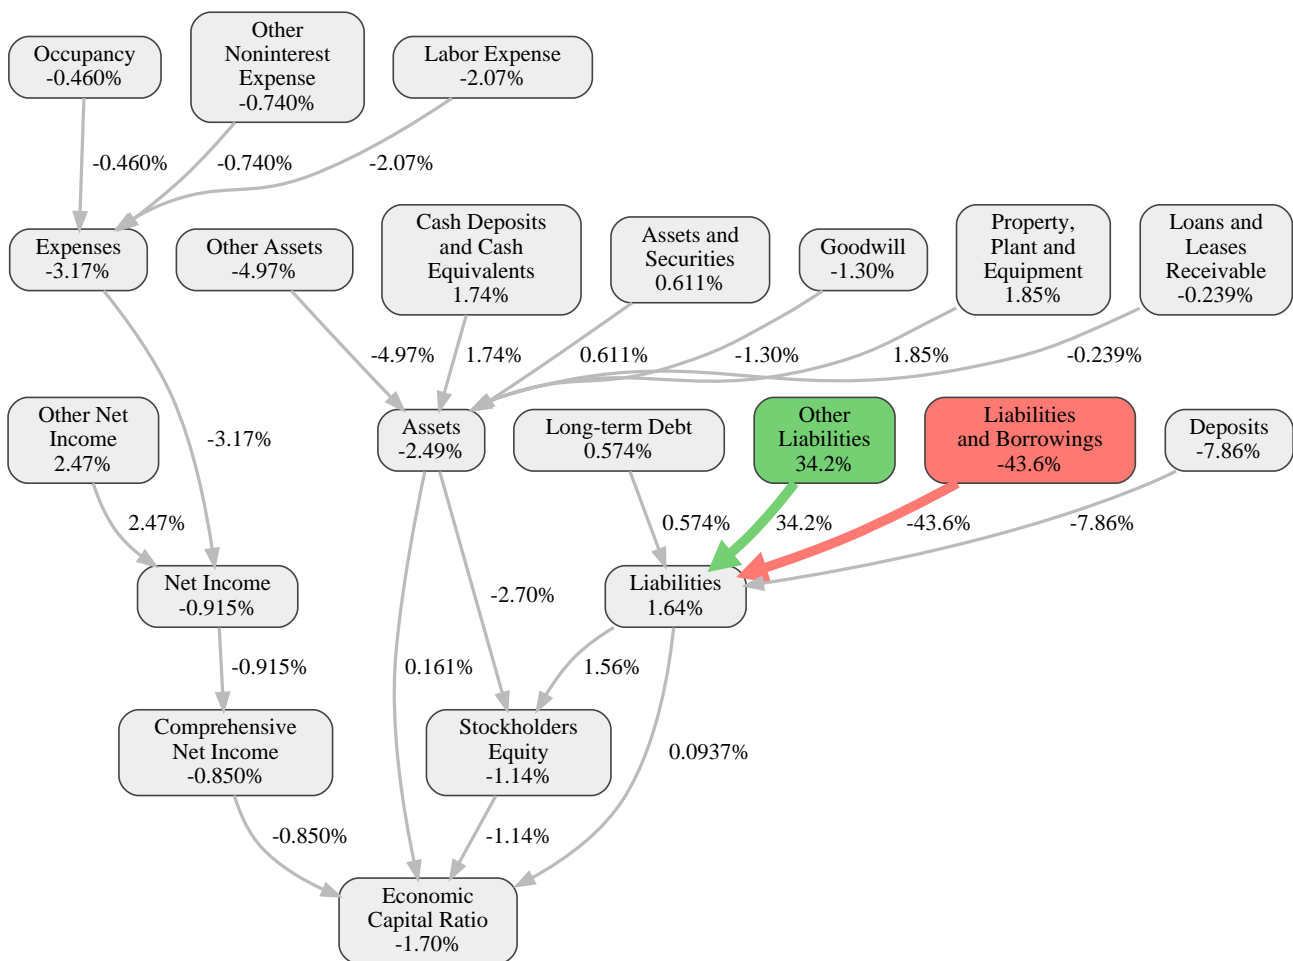 Occupancy
-0.460%
Other
Noninterest
Expense
-0.740%
Labor Expense
-2.07%
-0.460%
-0.740%
-2.07%
Expenses
-3.17%
Other Assets
-4.97%
Cash Deposits
and Cash
Equivalents
1.74%
Assets and
Securities
0.611%
Goodwill
-1.30%
Property,
Plant and
Equipment
1.85%
Loans and
Leases
Receivable
-0.239%
-4.97%
1.74%
0.611%
-1.30%
1.85%
-0.239%
Other Net
Income
2.47%
-3.17%
Assets
-2.49%
Long-term Debt
0.574%
Other
Liabilities
34.2%
Liabilities
and Borrowings
-43.6%
Deposits
-7.86%
2.47%
0.574%
34.2%
-43.6%
-7.86%
Net Income
-0.915%
-2.70%
Liabilities
1.64%
-0.915%
0.161%
1.56%
Comprehensive
Net Income
-0.850%
Stockholders
Equity
-1.14%
0.0937%
-0.850%
-1.14%
Economic
Capital Ratio
-1.70%